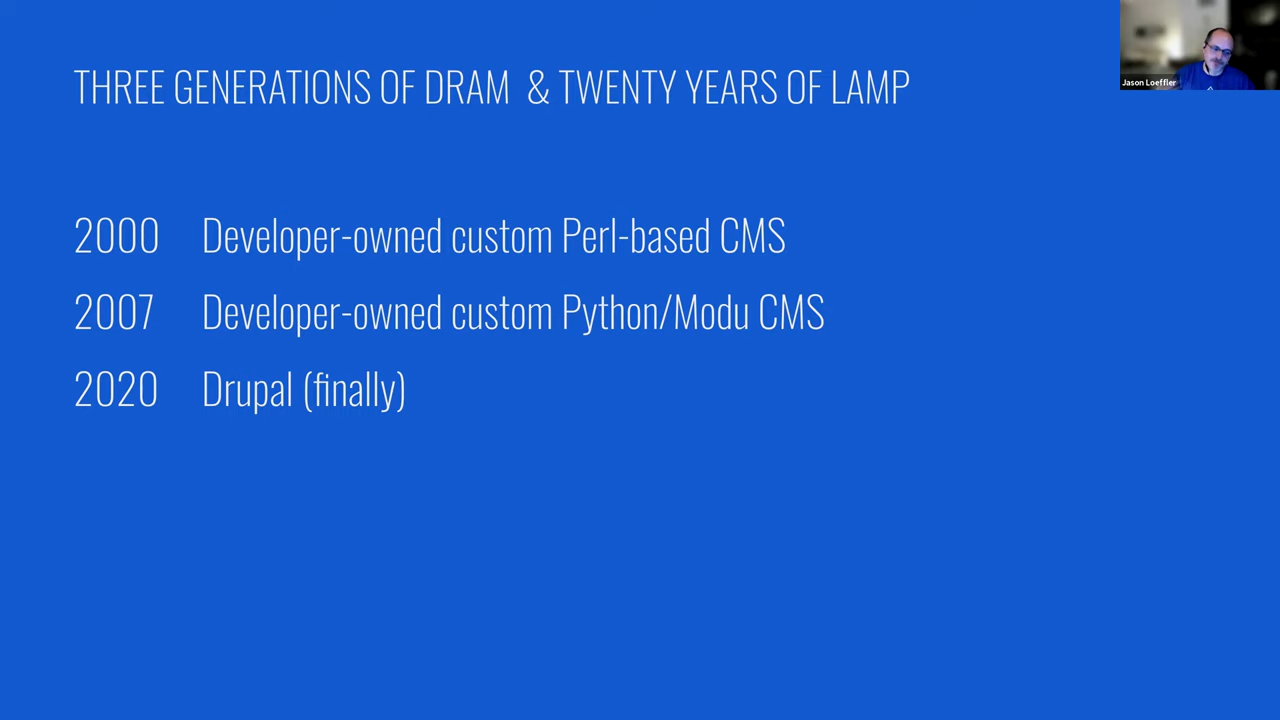 THREE GENERATIONS OF DRAM & TWENTY YEARS OF LAMP
Jason Loeffler
2000 Developer-owned custom Perl-based CMS
2007 Developer-owned custom Python/Modu CMS
2020 Drupal (finally)